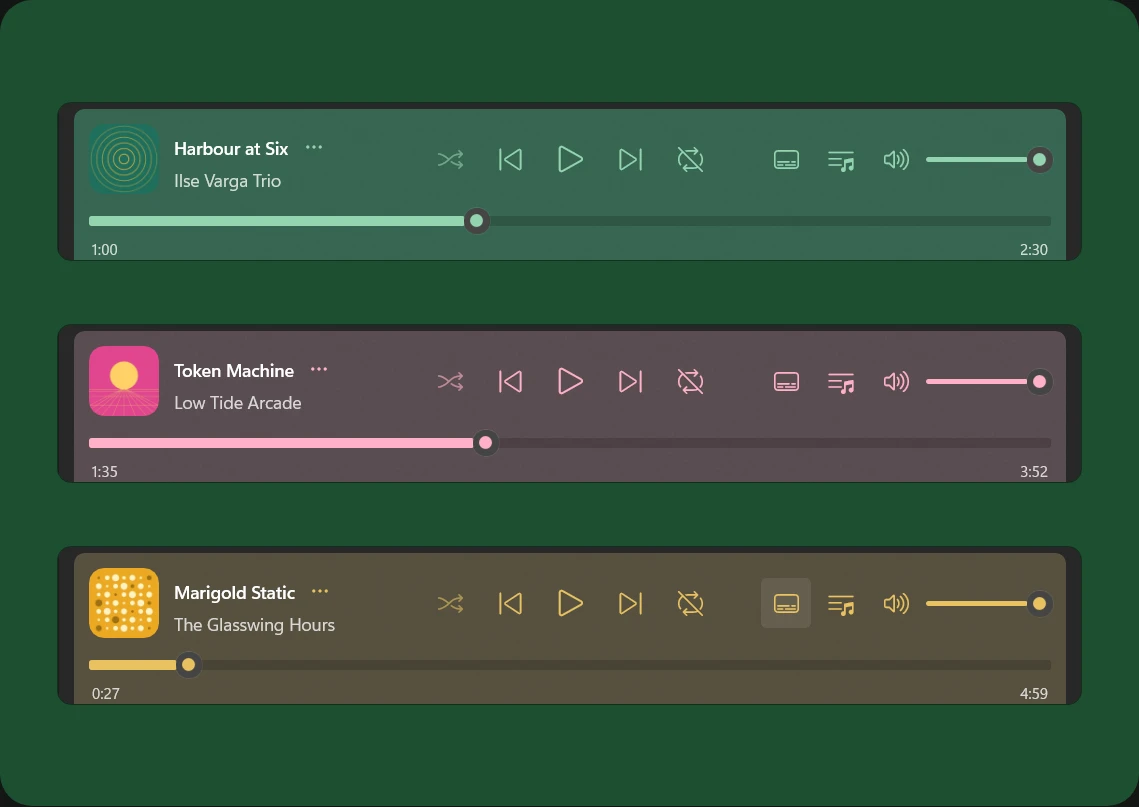 Harbour at Six
Ilse Varga Trio
1:00 2:30
Token Machine
Low Tide Arcade
1:35 3:52
Marigold Static
The Glasswing Hours
0:27 4:59